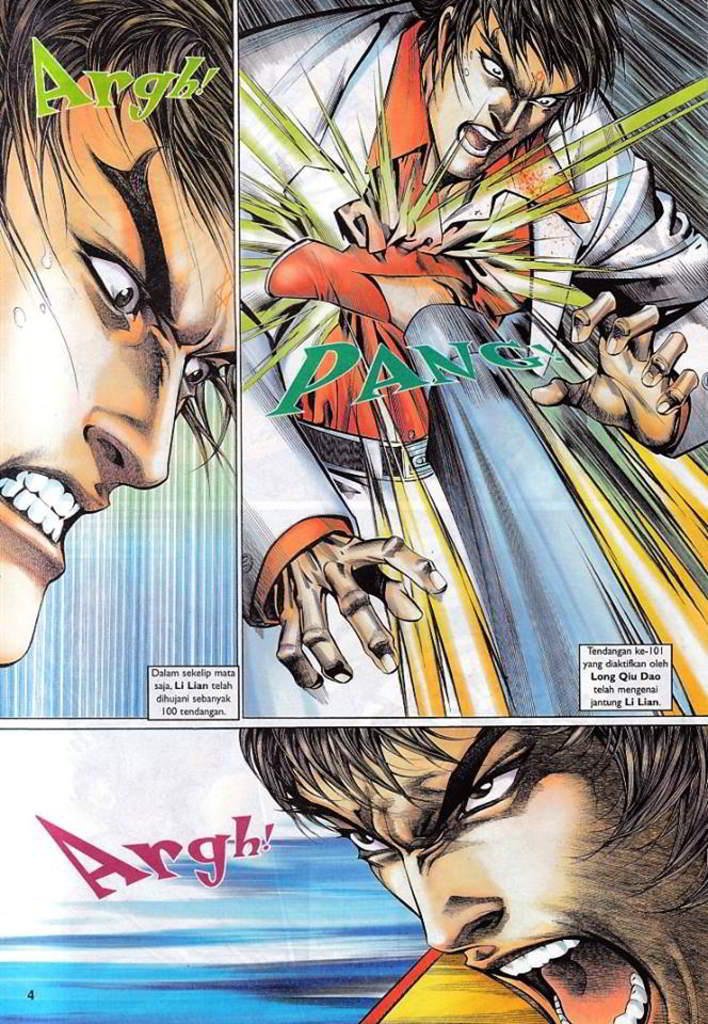 Argh!
PANG!
Dalam sekelip mata
saja, Li Lian telah
dihujani sebanyak
100 tendangan.
Tendangan ke-101
yang diaktifkan oleh
Long Qiu Dao
telah mengenai
jantung Li Lian.
Argh!
4